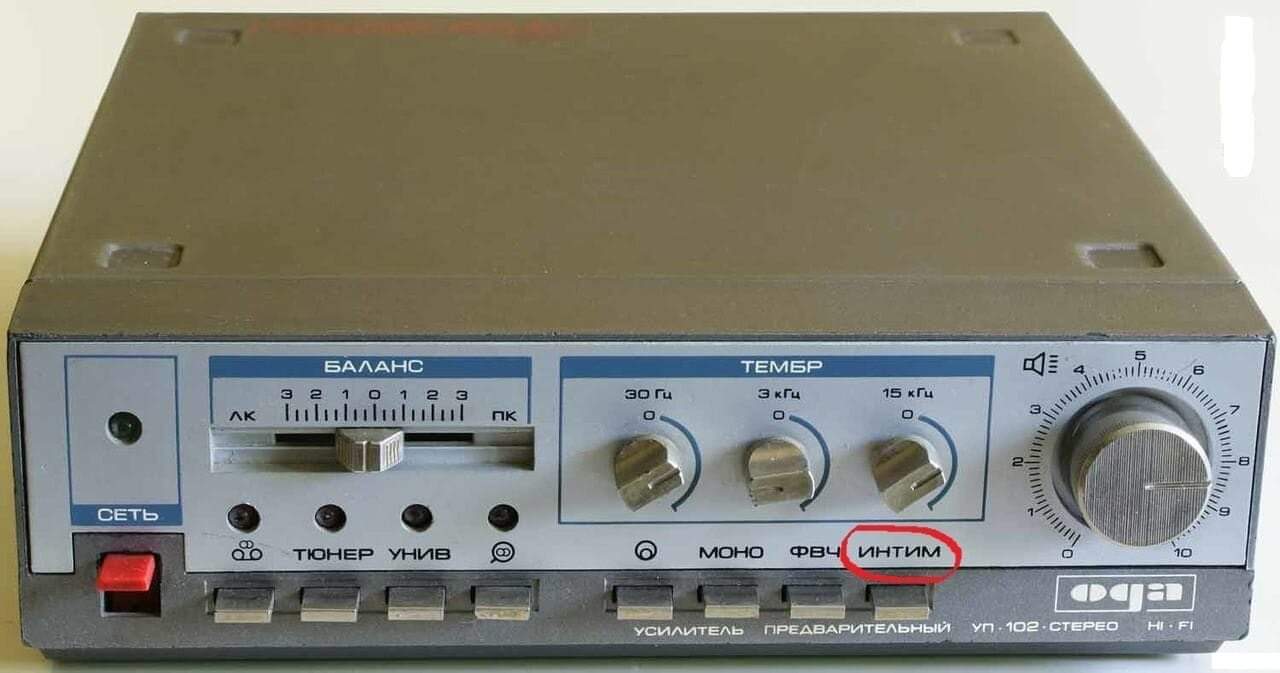 БАЛАНС
3 2 1 0 1 2 3
ЛК ПК
ТЕМБР
30 Гц 3 кГц 15 кГц
0 0 0
0 1 2 3 4 5 6 7 8 9 10
СЕТЬ
ТЮНЕР УНИВ
МОНО ФВЧ ИНТИМ
ода
УСИЛИТЕЛЬ ПРЕДВАРИТЕЛЬНЫЙ УП·102·СТЕРЕО HI·FI